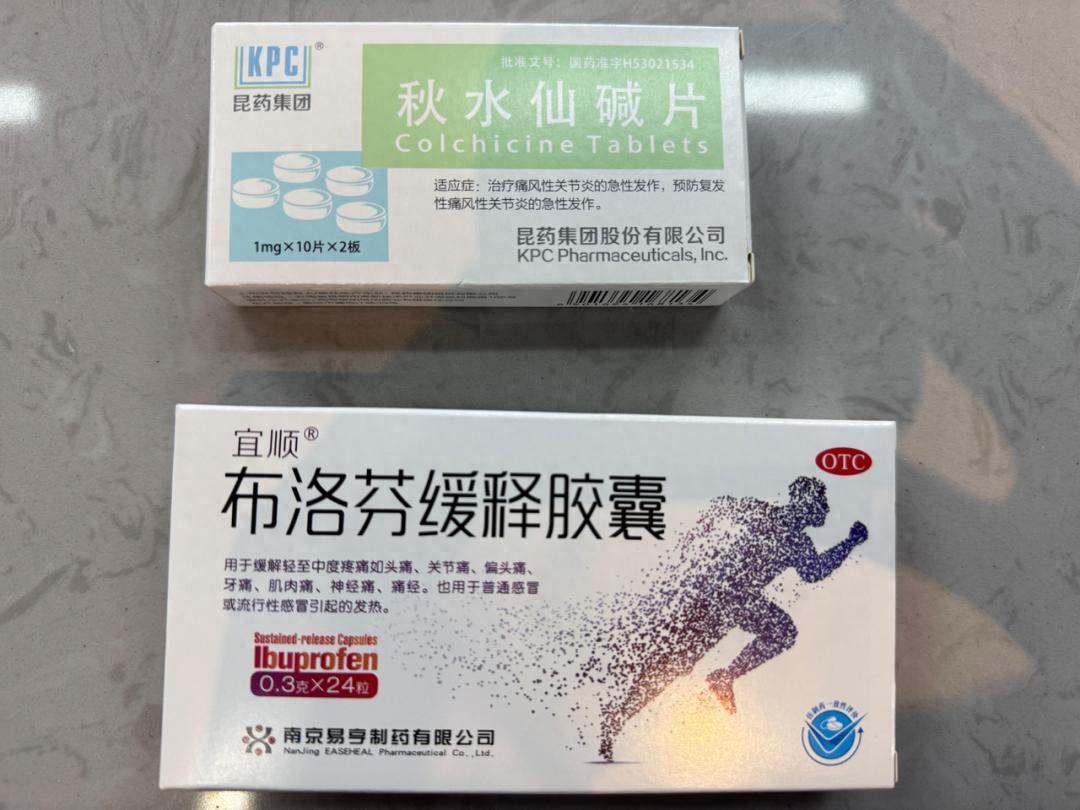 KPC®
昆药集团
批准文号：国药准字H53021534
秋水仙碱片
Colchicine Tablets
适应症：治疗痛风性关节炎的急性发作，预防复发
性痛风性关节炎的急性发作。
1mg×10片×2板
昆药集团股份有限公司
KPC Pharmaceuticals, Inc.
宜顺®
OTC
布洛芬缓释胶囊
用于缓解轻至中度疼痛如头痛、关节痛、偏头痛、
牙痛、肌肉痛、神经痛、痛经。也用于普通感冒
或流行性感冒引起的发热。
Sustained-release Capsules
Ibuprofen
0.3克×24粒
南京易亨制药有限公司
NanJing EASEHEAL Pharmaceutical Co.,Ltd.
仿制药一致性评价